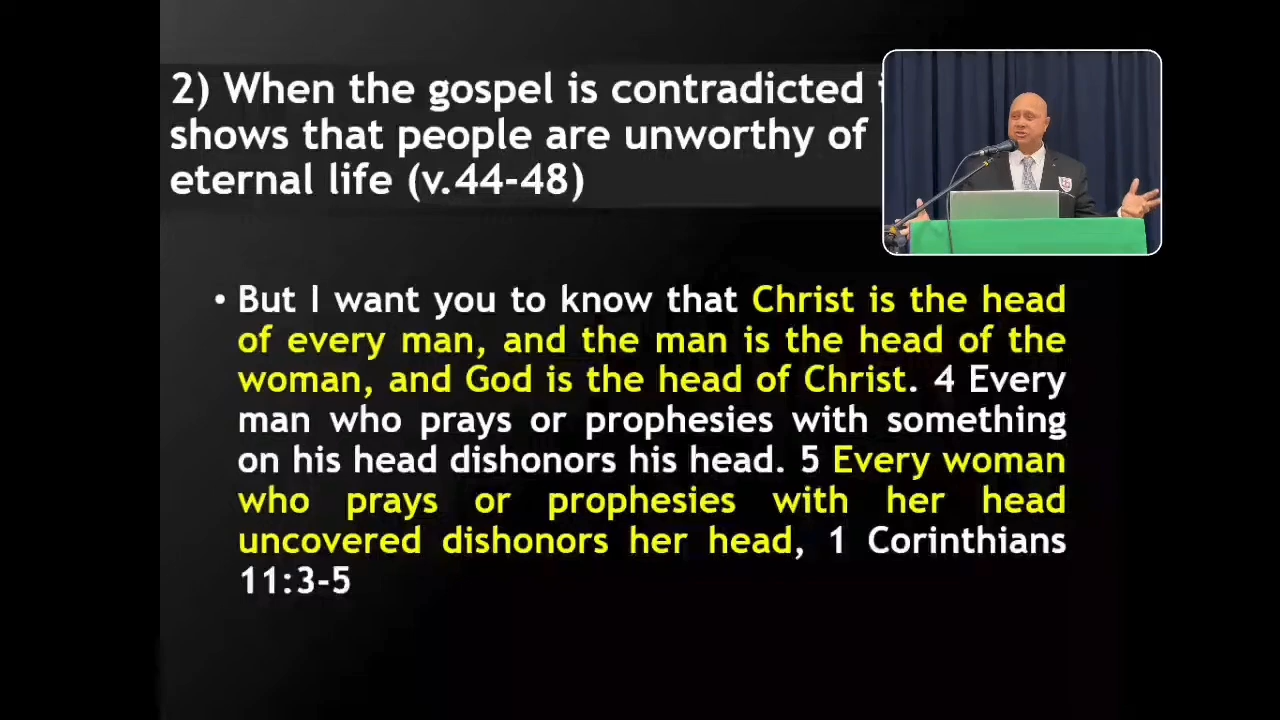 2) When the gospel is contradicted
shows that people are unworthy of
eternal life (v.44-48)
• But I want you to know that Christ is the head
of every man, and the man is the head of the
woman, and God is the head of Christ. 4 Every
man who prays or prophesies with something
on his head dishonors his head. 5 Every woman
who prays or prophesies with her head
uncovered dishonors her head, 1 Corinthians
11:3-5